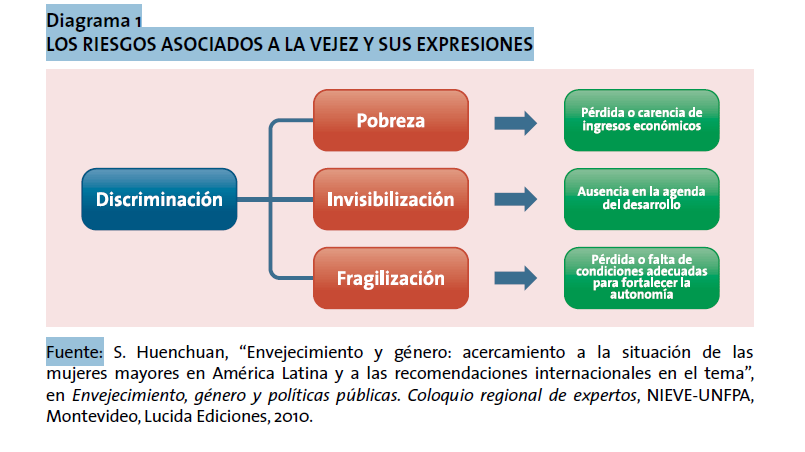 Diagrama 1
LOS RIESGOS ASOCIADOS A LA VEJEZ Y SUS EXPRESIONES
Discriminación
Pobreza
Pérdida o carencia de
ingresos económicos
Invisibilización
Ausencia en la agenda
del desarrollo
Fragilización
Pérdida o falta de
condiciones adecuadas
para fortalecer la
autonomía
Fuente: S. Huenchuan, “Envejecimiento y género: acercamiento a la situación de las
mujeres mayores en América Latina y a las recomendaciones internacionales en el tema”,
en Envejecimiento, género y políticas públicas. Coloquio regional de expertos, NIEVE-UNFPA,
Montevideo, Lucida Ediciones, 2010.